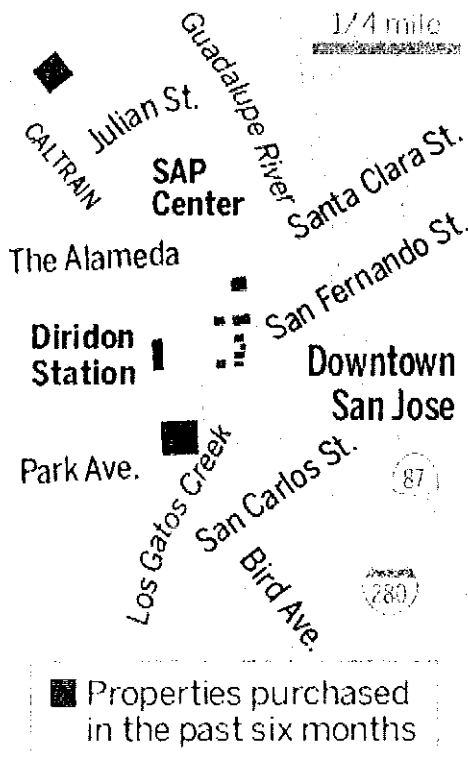 1/4 mile
Guadalupe River
Julian St.
CALTRAIN
SAP
Center
Santa Clara St.
The Alameda
San Fernando St.
Diridon
Station
Downtown
San Jose
Park Ave.
Los Gatos Creek
San Carlos St.
87
Bird Ave.
280
Properties purchased
in the past six months